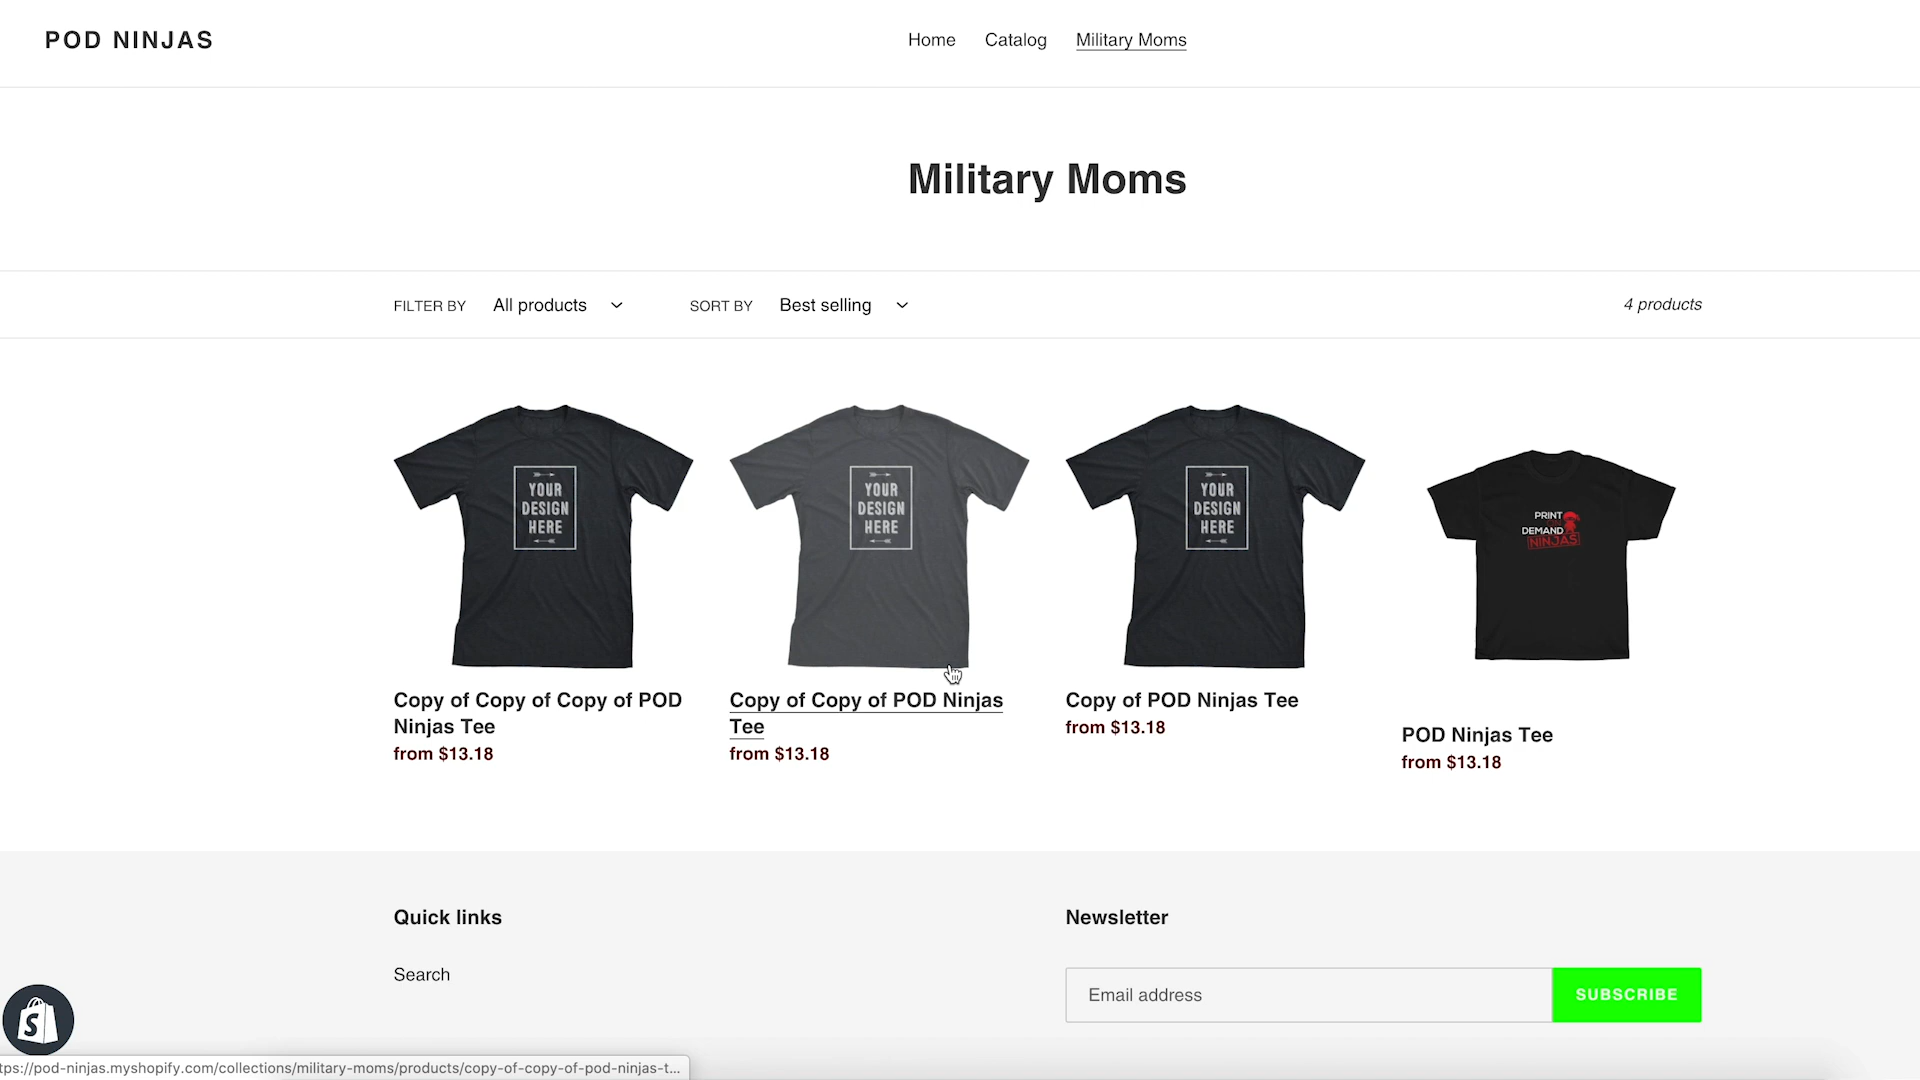 POD NINJAS
Home
Catalog
Military Moms
Military Moms
FILTER BY
All products
SORT BY
Best selling
4 products
YOUR
DESIGN
HERE
YOUR
DESIGN
HERE
YOUR
DESIGN
HERE
PRINT
ON
DEMAND
NINJAS
Copy of Copy of Copy of POD
Ninjas Tee
from $13.18
Copy of Copy of POD Ninjas
Tee
from $13.18
Copy of POD Ninjas Tee
from $13.18
POD Ninjas Tee
from $13.18
Quick links
Search
Newsletter
Email address
SUBSCRIBE
tps://pod-ninjas.myshopify.com/collections/military-moms/products/copy-of-copy-of-pod-ninjas-t...